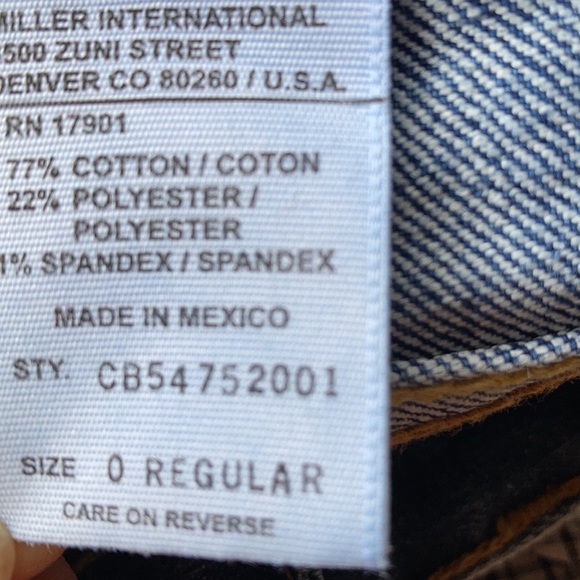 MILLER INTERNATIONAL
500 ZUNI STREET
DENVER CO 80260 / U.S.A.
RN 17901
77% COTTON / COTON
22% POLYESTER /
POLYESTER
1% SPANDEX / SPANDEX
MADE IN MEXICO
STY. CB54752001
SIZE 0 REGULAR
CARE ON REVERSE